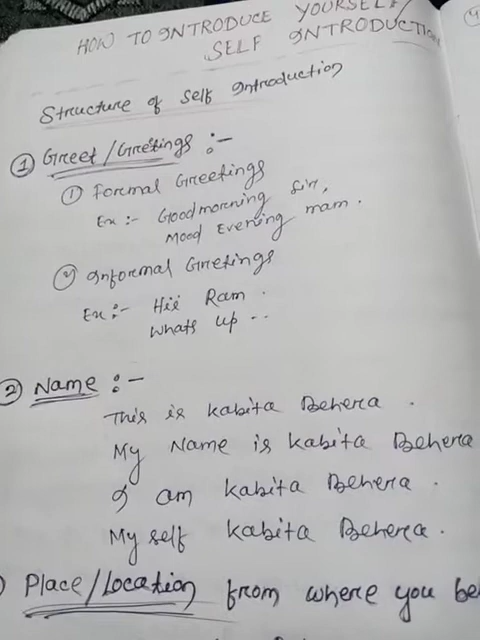 HOW TO INTRODUCE YOURSELF/
SELF INTRODUCTION
Structure of Self Introduction
① Greet/Greetings :-
① Formal Greetings
Ex :- Good morning Sir,
Mood Evening mam.
② Informal Greetings
Ex :- Hii Ram.
Whats up ..
② Name :-
This is Kabita Behera.
My Name is Kabita Behera
I am Kabita Behera.
My self Kabita Behera.
Place/Location from where you be